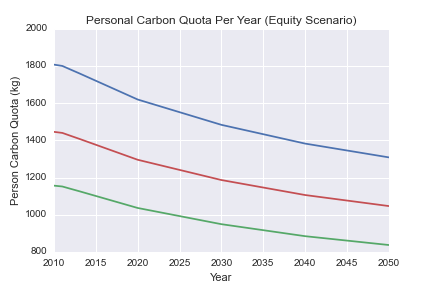 Personal Carbon Quota Per Year (Equity Scenario)
2000
1800
1600
1400
1200
1000
800
Person Carbon Quota (kg)
2010 2015 2020 2025 2030 2035 2040 2045 2050
Year